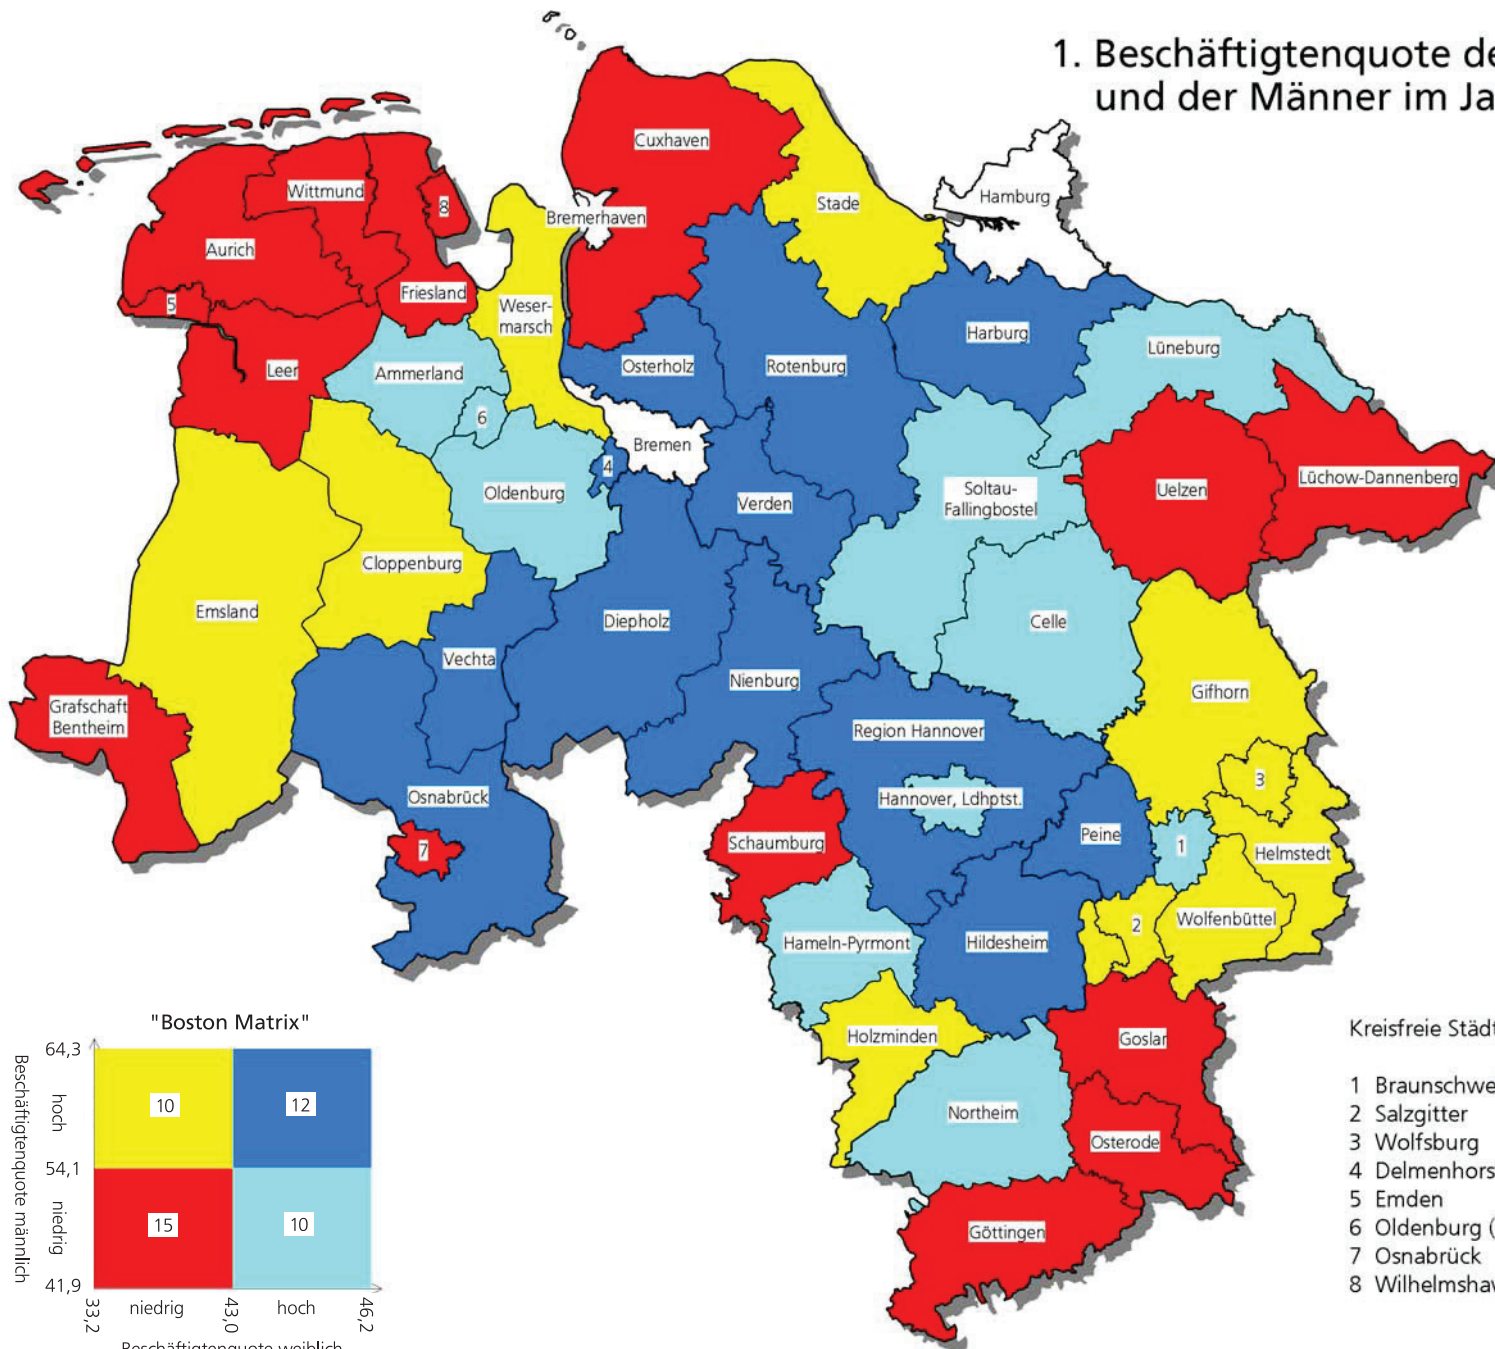 1. Beschäftigtenquote de
und der Männer im Ja
Cuxhaven
Wittmund
Stade
Hamburg
8
Bremerhaven
Aurich
Friesland
5
Weser-
marsch
Harburg
Lüneburg
Leer
Ammerland
Osterholz
Rotenburg
6
Bremen
4
Oldenburg
Verden
Soltau-
Fallingbostel
Uelzen
Lüchow-Dannenberg
Cloppenburg
Emsland
Diepholz
Celle
Vechta
Nienburg
Gifhorn
Grafschaft
Bentheim
Region Hannover
3
Osnabrück
Hannover, Ldhptst.
Peine
Schaumburg
7
1
Helmstedt
2
Wolfenbüttel
Hameln-Pyrmont
Hildesheim
Holzminden
Goslar
Northeim
Osterode
Göttingen
"Boston Matrix"
64,3
54,1
41,9
Beschäftigtenquote männlich
hoch
niedrig
10
12
15
10
33,2
niedrig
43,0
hoch
46,2
Beschäftigtenquote weiblich
Kreisfreie Städt
1 Braunschwe
2 Salzgitter
3 Wolfsburg
4 Delmenhors
5 Emden
6 Oldenburg (
7 Osnabrück
8 Wilhelmshav